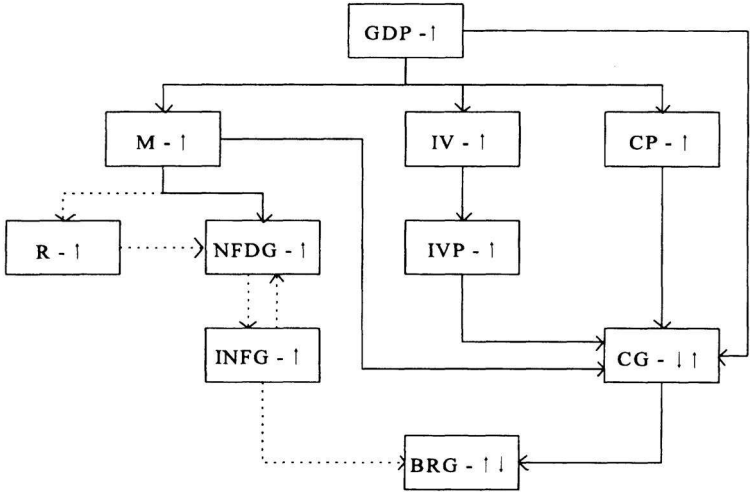 GDP - ↑
M - ↑
IV - ↑
CP - ↑
R - ↑
NFDG - ↑
IVP - ↑
INFG - ↑
CG - ↓ ↑
BRG - ↑ ↓